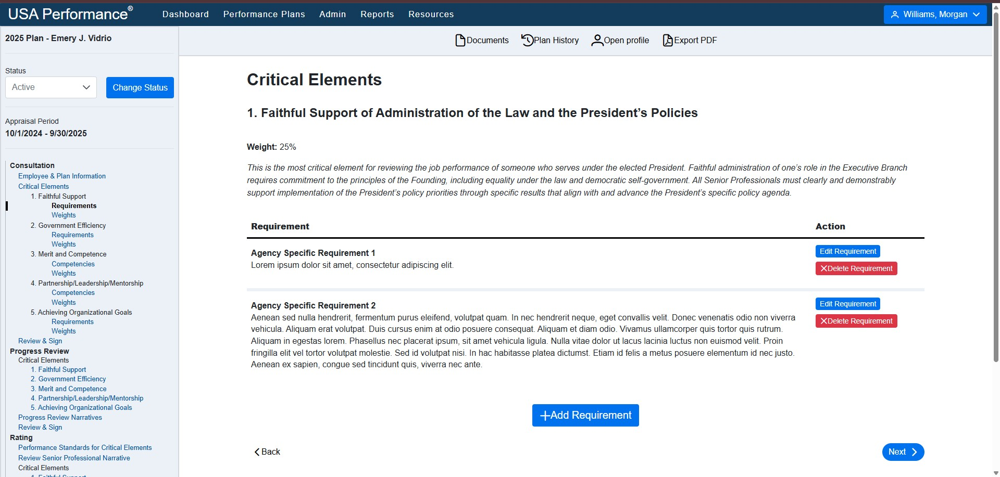 USA Performance®
Dashboard
Performance Plans
Admin
Reports
Resources
Williams, Morgan
2025 Plan - Emery J. Vidrio
Status
Active
Change Status
Appraisal Period
10/1/2024 - 9/30/2025
Consultation
Employee & Plan Information
Critical Elements
1. Faithful Support
Requirements
Weights
2. Government Efficiency
Requirements
Weights
3. Merit and Competence
Competencies
Weights
4. Partnership/Leadership/Mentorship
Competencies
Weights
5. Achieving Organizational Goals
Requirements
Weights
Review & Sign
Progress Review
Critical Elements
1. Faithful Support
2. Government Efficiency
3. Merit and Competence
4. Partnership/Leadership/Mentorship
5. Achieving Organizational Goals
Progress Review Narratives
Review & Sign
Rating
Performance Standards for Critical Elements
Review Senior Professional Narrative
Critical Elements
1. Faithful Support
Documents
Plan History
Open profile
Export PDF
Critical Elements
1. Faithful Support of Administration of the Law and the President’s Policies
Weight: 25%
This is the most critical element for reviewing the job performance of someone who serves under the elected President. Faithful administration of one’s role in the Executive Branch
requires commitment to the principles of the Founding, including equality under the law and democratic self-government. All Senior Professionals must clearly and demonstrably
support implementation of the President’s policy priorities through specific results that align with and advance the President’s specific policy agenda.
Requirement
Action
Agency Specific Requirement 1
Lorem ipsum dolor sit amet, consectetur adipiscing elit.
Edit Requirement
Delete Requirement
Agency Specific Requirement 2
Aenean sed nulla hendrerit, fermentum purus eleifend, volutpat quam. In nec hendrerit neque, eget convallis velit. Donec venenatis odio non viverra
vehicula. Aliquam erat volutpat. Duis cursus enim at odio posuere consequat. Aliquam et diam odio. Vivamus ullamcorper quis tortor quis rutrum.
Aliquam in egestas lorem. Phasellus nec placerat ipsum, sit amet vehicula ligula. Nulla vitae dolor ut lacus lacinia luctus non euismod velit. Proin
fringilla elit vel tortor volutpat molestie. Sed id volutpat nisi. In hac habitasse platea dictumst. Etiam id felis a metus posuere elementum id nec justo.
Aenean ex sapien, congue sed tincidunt quis, viverra nec ante.
Edit Requirement
Delete Requirement
Add Requirement
Back
Next